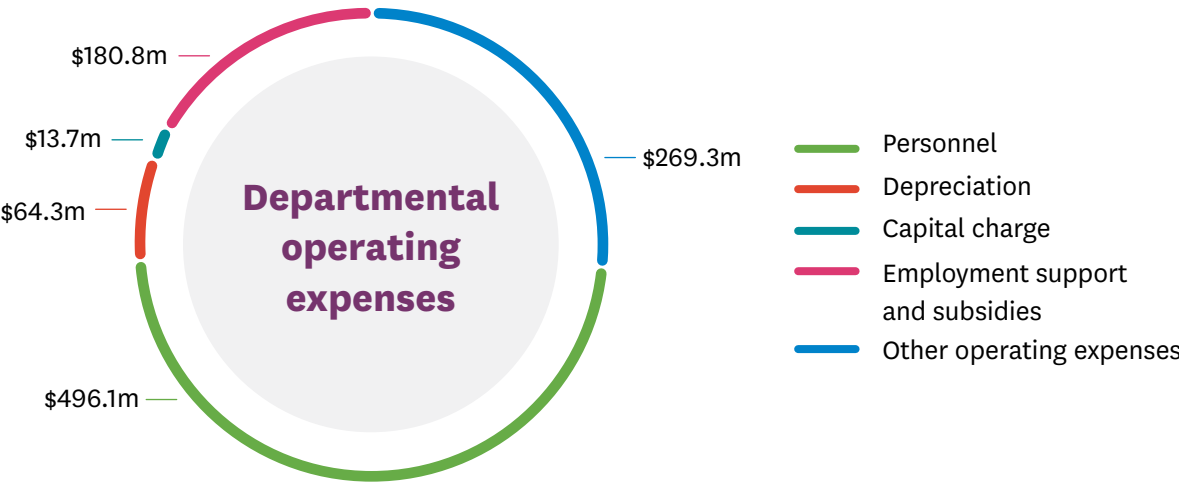 $180.8m
$13.7m
$64.3m
$496.1m
Departmental
operating
expenses
$269.3m
Personnel
Depreciation
Capital charge
Employment support
and subsidies
Other operating expenses